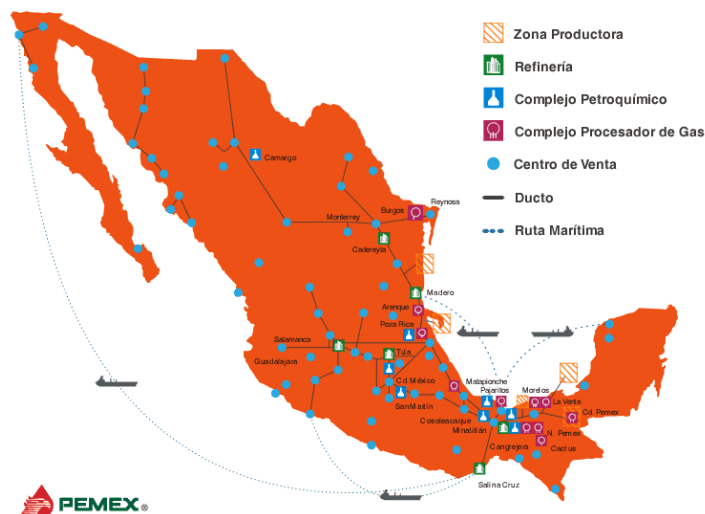 Zona Productora
Refinería
Complejo Petroquímico
Complejo Procesador de Gas
Centro de Venta
Ducto
Ruta Marítima
Camargo
Reynosa
Burgos
Monterrey
Cadereyta
Madero
Arenque
Poza Rica
Salamanca
Tula
Guadalajara
Cd. México
San Maitín
Matapionche
Pajaritos
Morelos
La Venta
Cd. Pemex
Cosoleacaque
Minatitlán
N. Pemex
Cangrejera
Cactus
Salina Cruz
PEMEX®